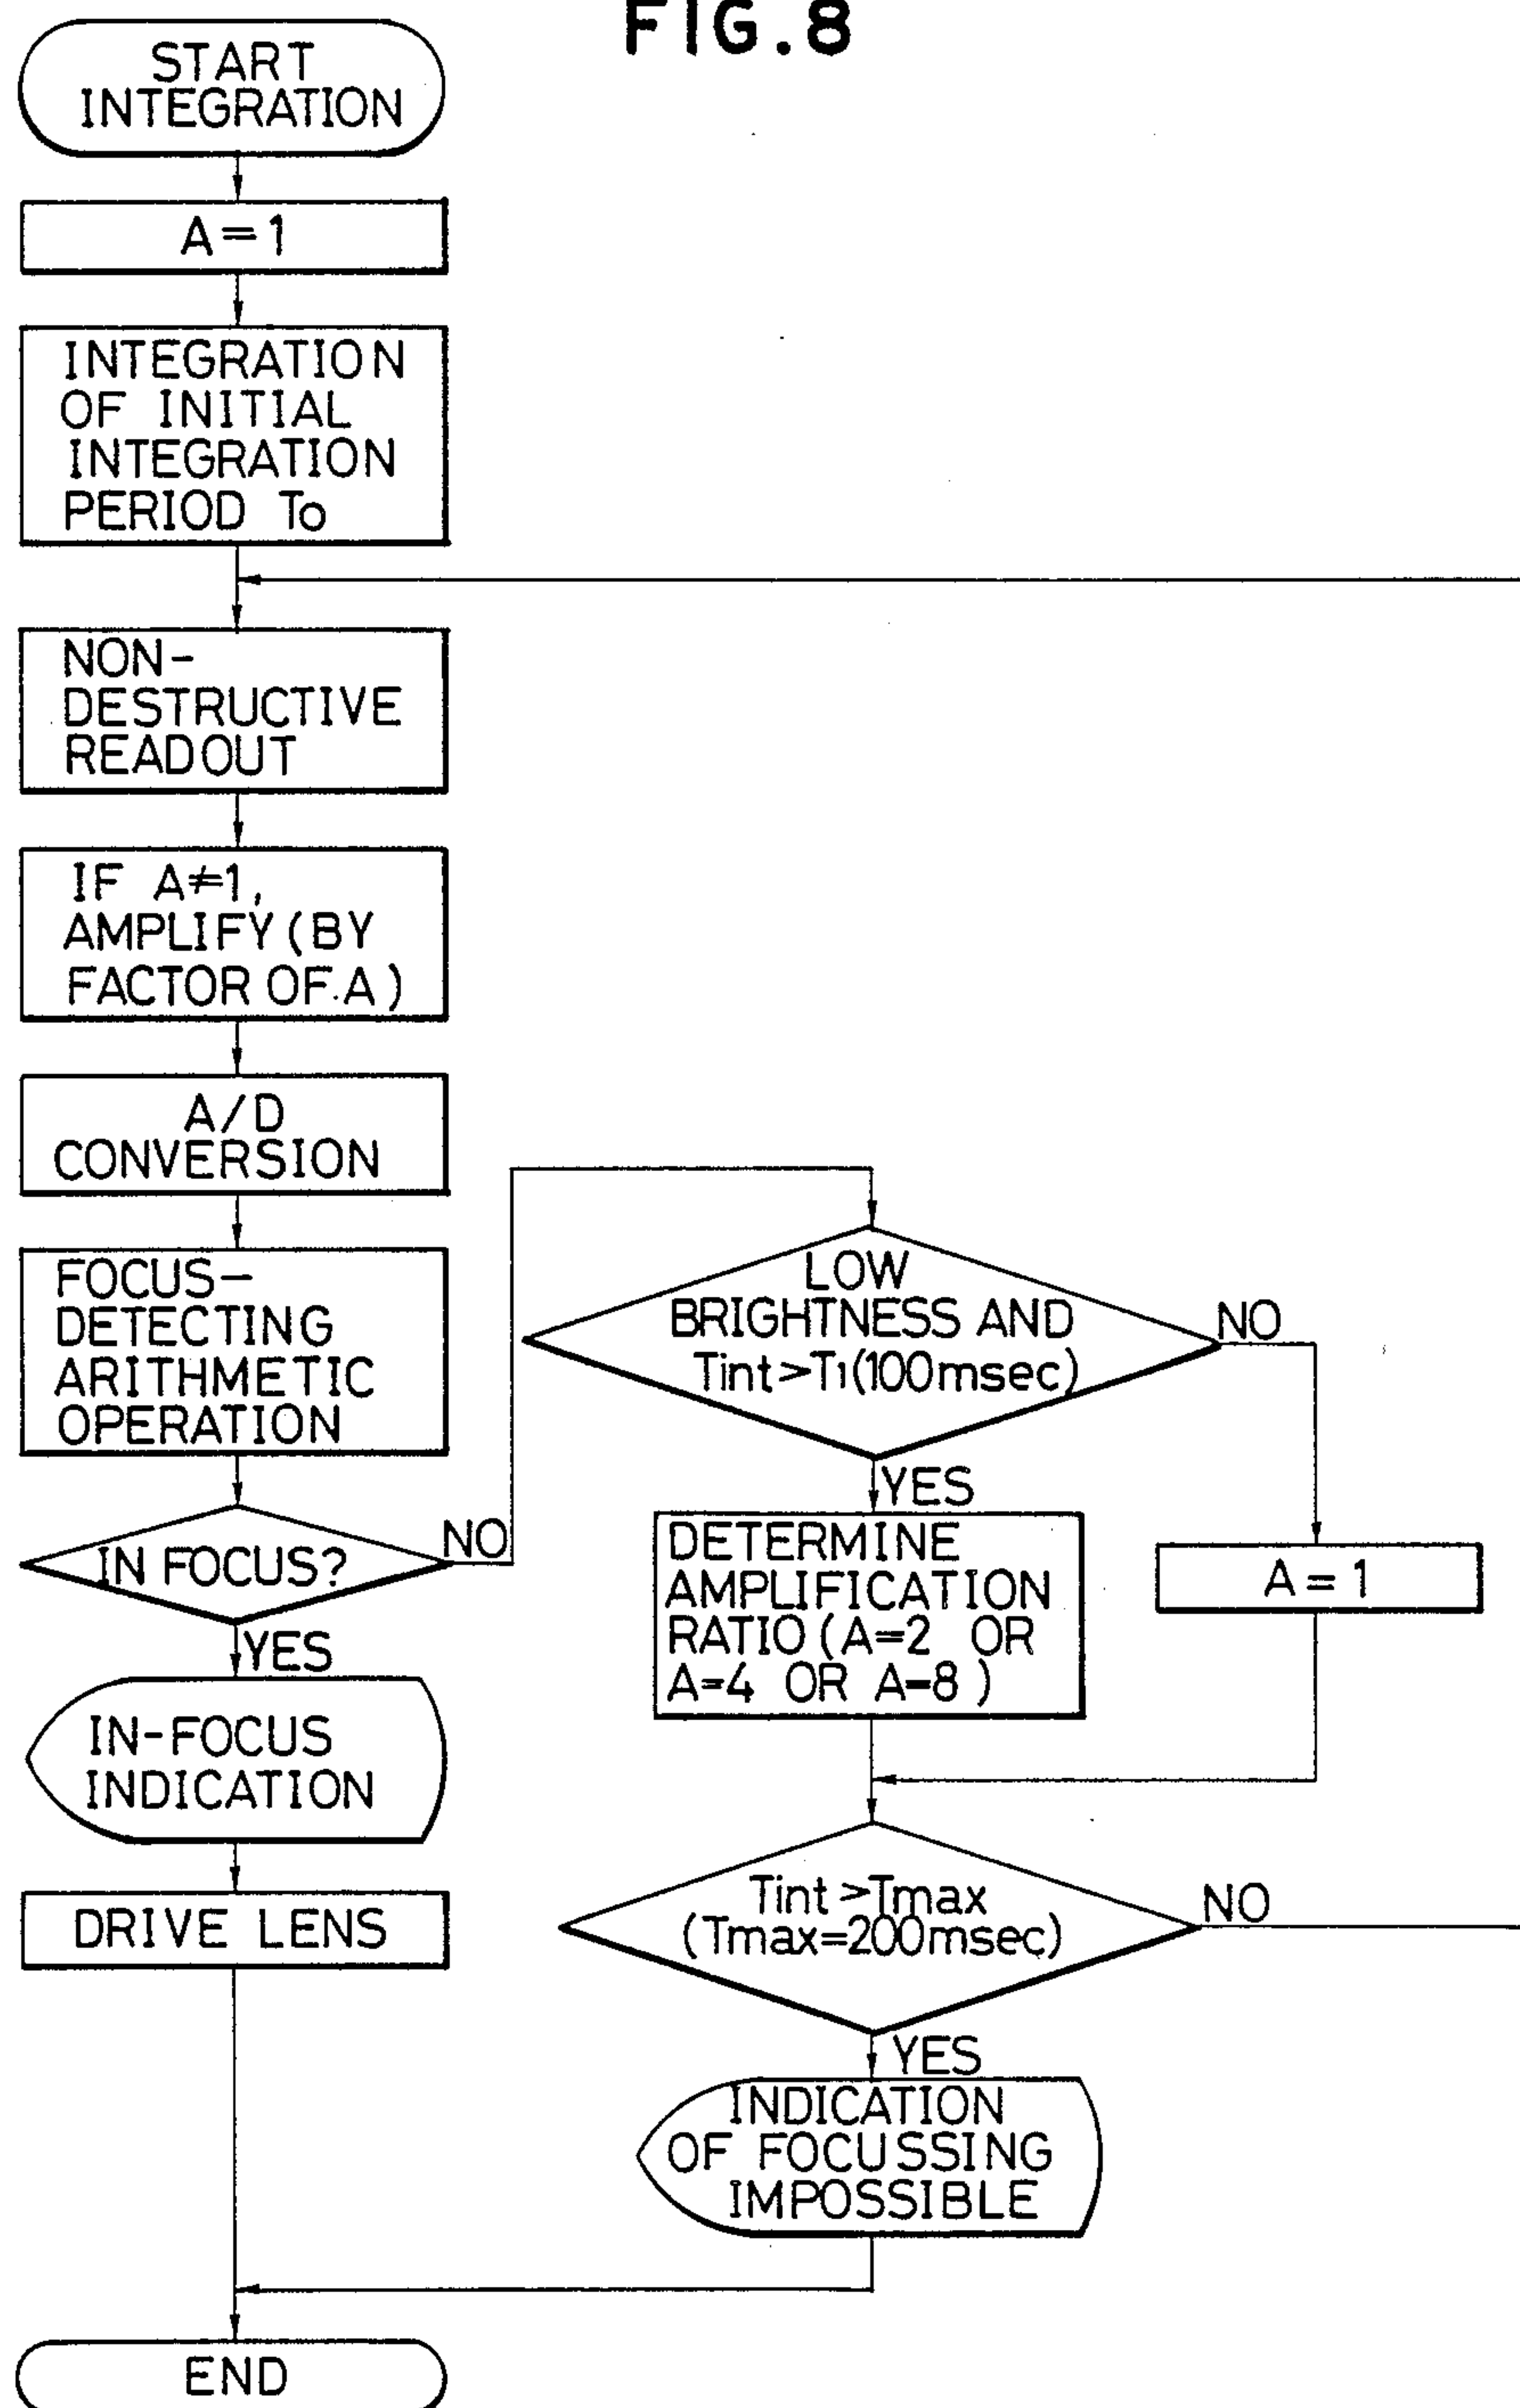 FIG.8
START
INTEGRATION
A=1
INTEGRATION
OF INITIAL
INTEGRATION
PERIOD To
NON-
DESTRUCTIVE
READOUT
IF A≠1,
AMPLIFY (BY
FACTOR OF A)
A/D
CONVERSION
FOCUS-
DETECTING
ARITHMETIC
OPERATION
IN FOCUS?
NO
YES
IN-FOCUS
INDICATION
DRIVE LENS
LOW
BRIGHTNESS AND
Tint>T1(100msec)
NO
YES
DETERMINE
AMPLIFICATION
RATIO (A=2 OR
A=4 OR A=8)
A=1
Tint>Tmax
(Tmax=200msec)
NO
YES
INDICATION
OF FOCUSSING
IMPOSSIBLE
END